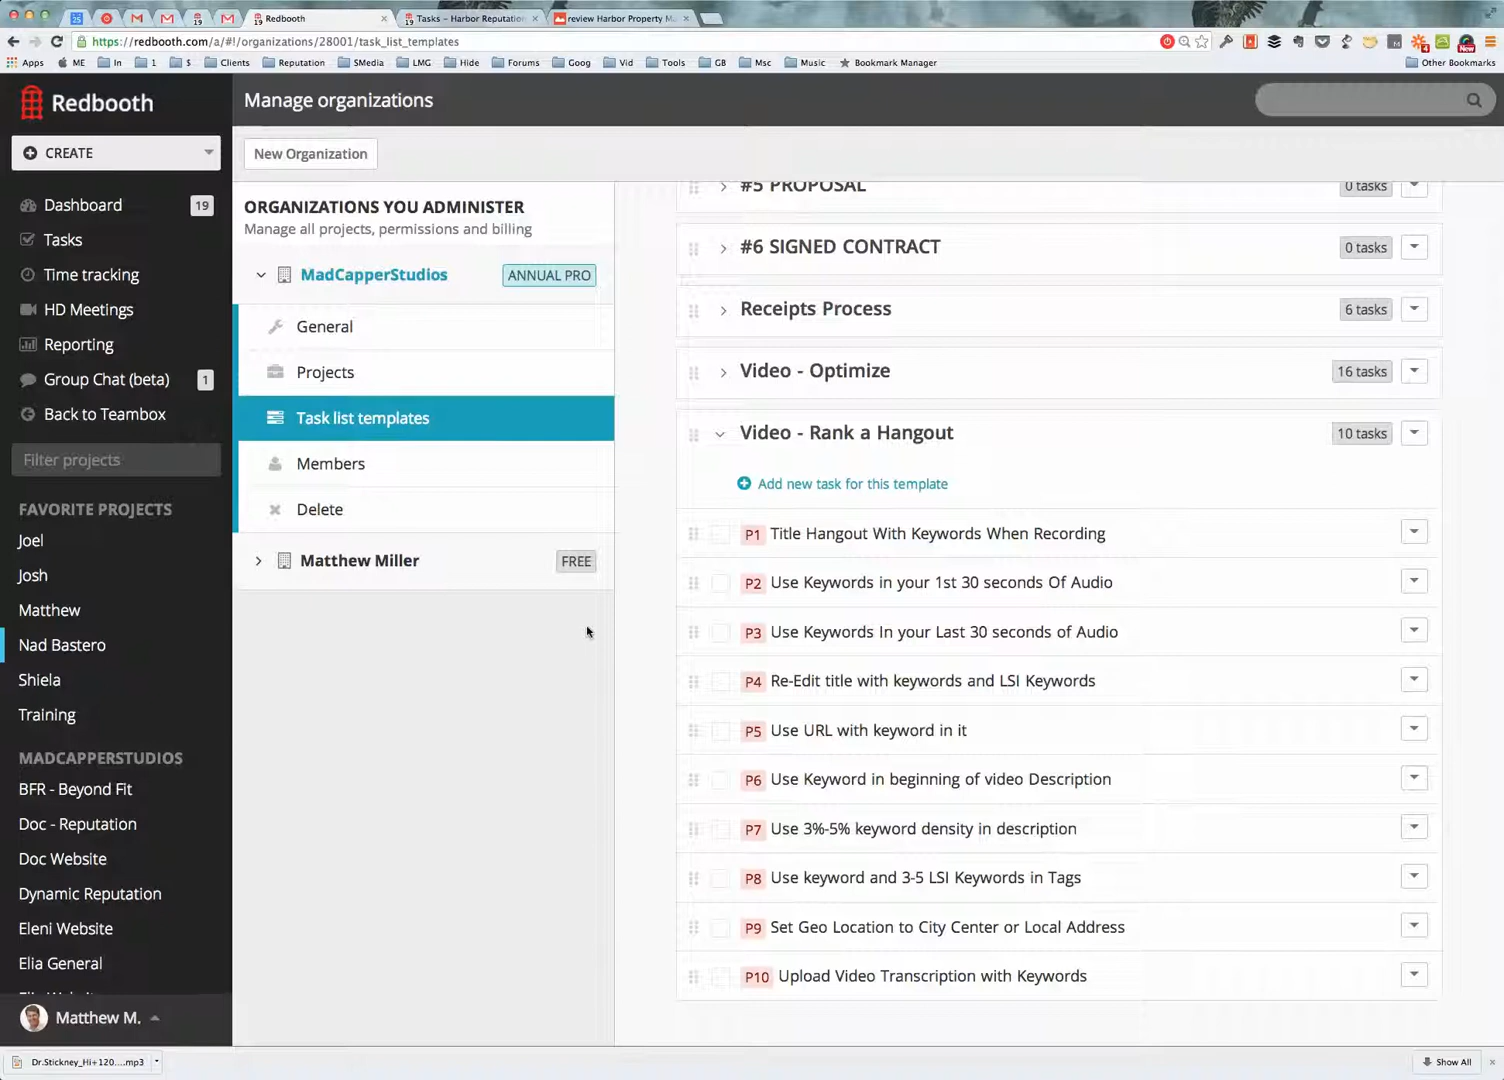 25
19
19 Redbooth
19 Tasks – Harbor Reputation
review Harbor Property M
https://redbooth.com/a/#!/organizations/28001/task_list_templates
4
New
Apps ME In 1 $ Clients Reputation SMedia LMG Hide Forums Goog Vid Tools GB Msc Music Bookmark Manager Other Bookmarks
Redbooth
Manage organizations
CREATE
New Organization
Dashboard 19
Tasks
Time tracking
HD Meetings
Reporting
Group Chat (beta) 1
Back to Teambox
Filter projects
FAVORITE PROJECTS
Joel
Josh
Matthew
Nad Bastero
Shiela
Training
MADCAPPERSTUDIOS
BFR - Beyond Fit
Doc - Reputation
Doc Website
Dynamic Reputation
Eleni Website
Elia General
Matthew M.
ORGANIZATIONS YOU ADMINISTER
Manage all projects, permissions and billing
MadCapperStudios ANNUAL PRO
General
Projects
Task list templates
Members
Delete
Matthew Miller FREE
#5 PROPOSAL 0 tasks
#6 SIGNED CONTRACT 0 tasks
Receipts Process 6 tasks
Video - Optimize 16 tasks
Video - Rank a Hangout 10 tasks
Add new task for this template
P1 Title Hangout With Keywords When Recording
P2 Use Keywords in your 1st 30 seconds Of Audio
P3 Use Keywords In your Last 30 seconds of Audio
P4 Re-Edit title with keywords and LSI Keywords
P5 Use URL with keyword in it
P6 Use Keyword in beginning of video Description
P7 Use 3%-5% keyword density in description
P8 Use keyword and 3-5 LSI Keywords in Tags
P9 Set Geo Location to City Center or Local Address
P10 Upload Video Transcription with Keywords
Dr.Stickney_Hi+120....mp3
Show All